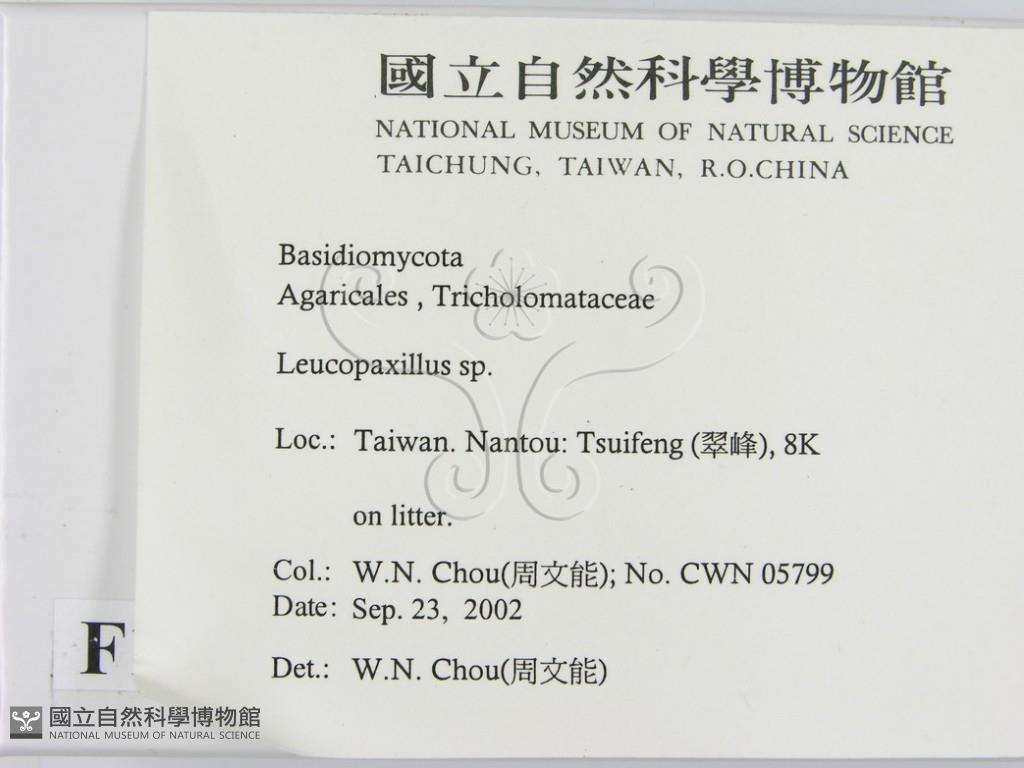 國立自然科學博物館
NATIONAL MUSEUM OF NATURAL SCIENCE
TAICHUNG, TAIWAN, R.O.CHINA
Basidiomycota
Agaricales , Tricholomataceae
Leucopaxillus sp.
Loc.: Taiwan. Nantou: Tsuifeng (翠峰), 8K
on litter.
Col.: W.N. Chou(周文能); No. CWN 05799
Date: Sep. 23, 2002
Det.: W.N. Chou(周文能)
F
國立自然科學博物館
NATIONAL MUSEUM OF NATURAL SCIENCE